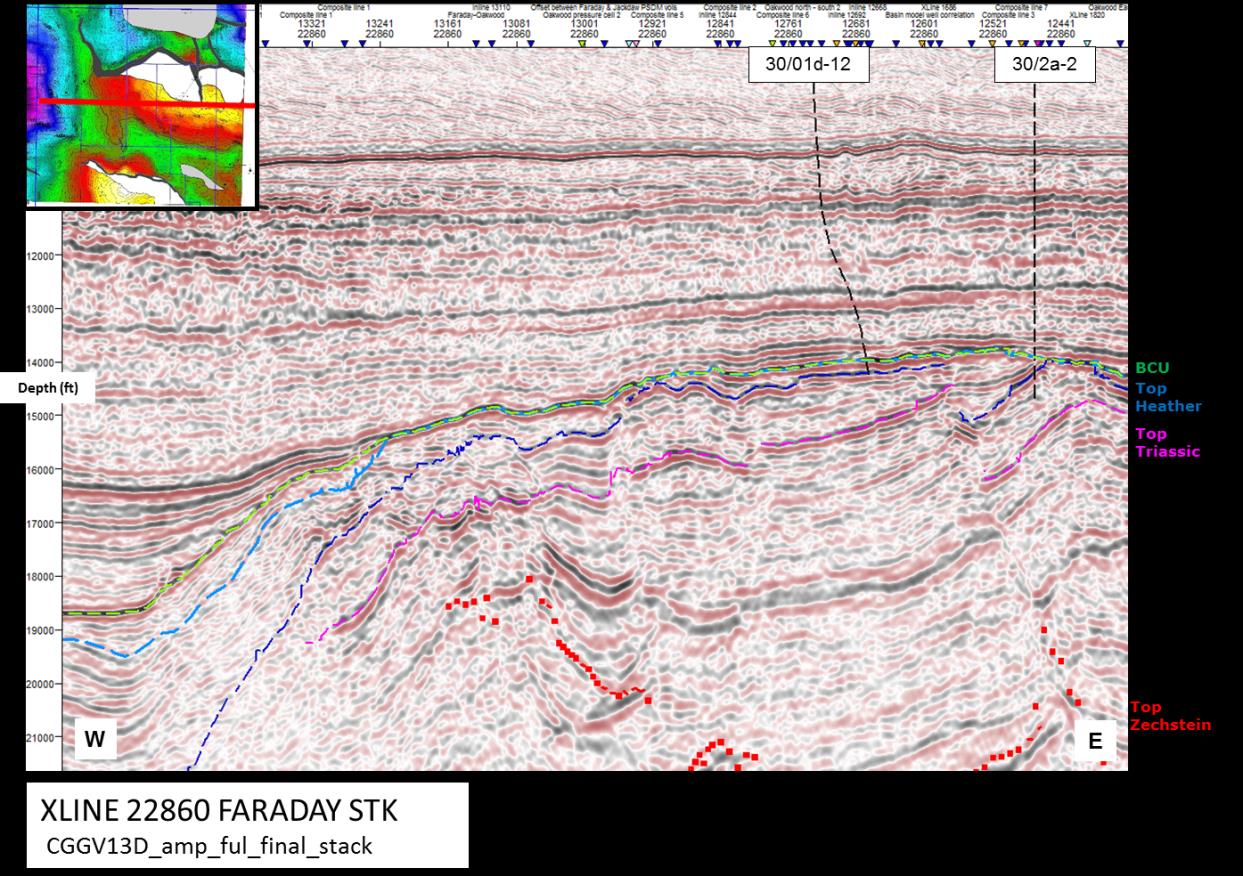 Composite line 1 Inline 13110 Offset between Faraday & Jackdaw PSDM vols Composite line 2 Oakwood north - south 2 Inline 12668 XLine 1686 Composite line 7 Oakwood Ea
Composite line 1 Faraday-Oakwood Oakwood pressure cell 2 Composite line 5 Inline 12844 Composite line 6 Inline 12692 Basin model well correlation Composite line 3 XLine 1820
13321 13241 13161 13081 13001 12921 12841 12761 12681 12601 12521 12441
22860 22860 22860 22860 22860 22860 22860 22860 22860 22860 22860 22860
30/01d-12
30/2a-2
12000
13000
14000
BCU
Depth (ft)
Top
Heather
15000
Top
Triassic
16000
17000
18000
19000
20000
Top
Zechstein
21000
W
E
XLINE 22860 FARADAY STK
CGGV13D_amp_ful_final_stack